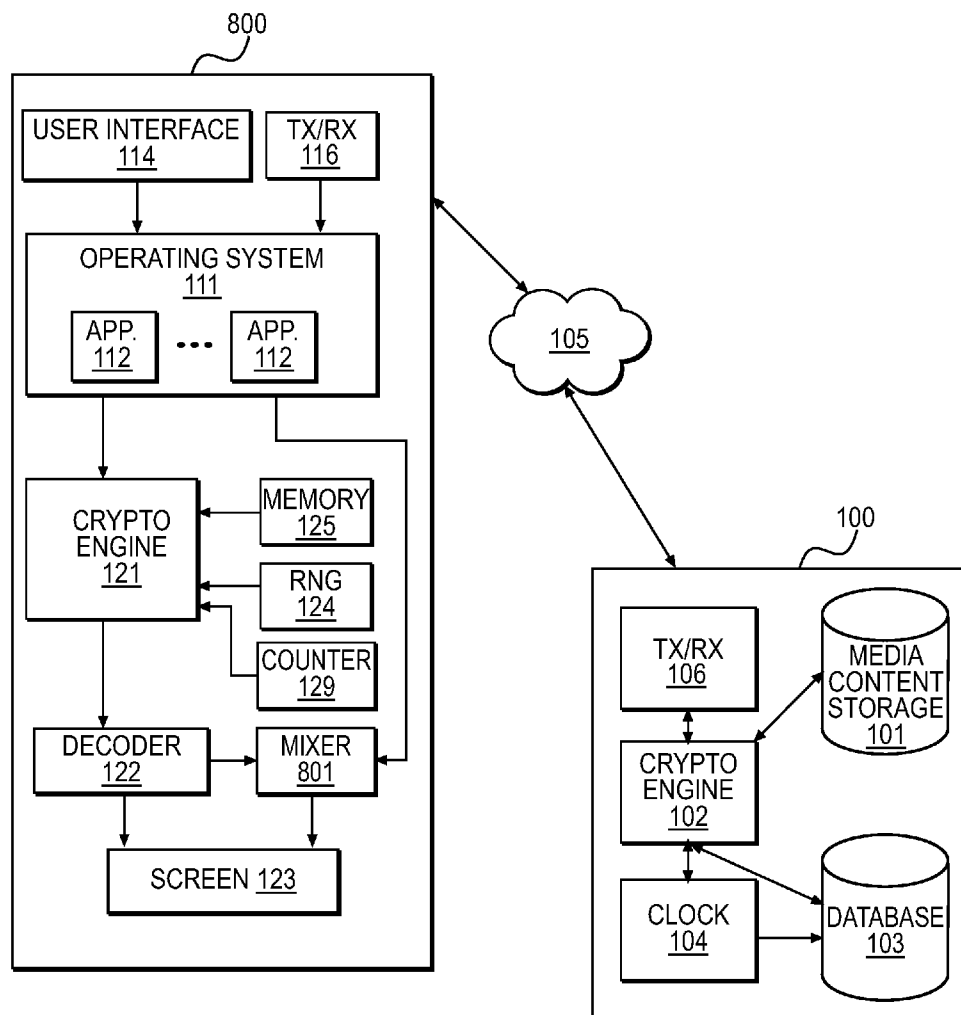 800
USER INTERFACE
114
TX/RX
116
OPERATING SYSTEM
111
APP.
112
•••
APP.
112
CRYPTO
ENGINE
121
MEMORY
125
RNG
124
COUNTER
129
DECODER
122
MIXER
801
SCREEN 123
105
100
TX/RX
106
MEDIA
CONTENT
STORAGE
101
CRYPTO
ENGINE
102
CLOCK
104
DATABASE
103